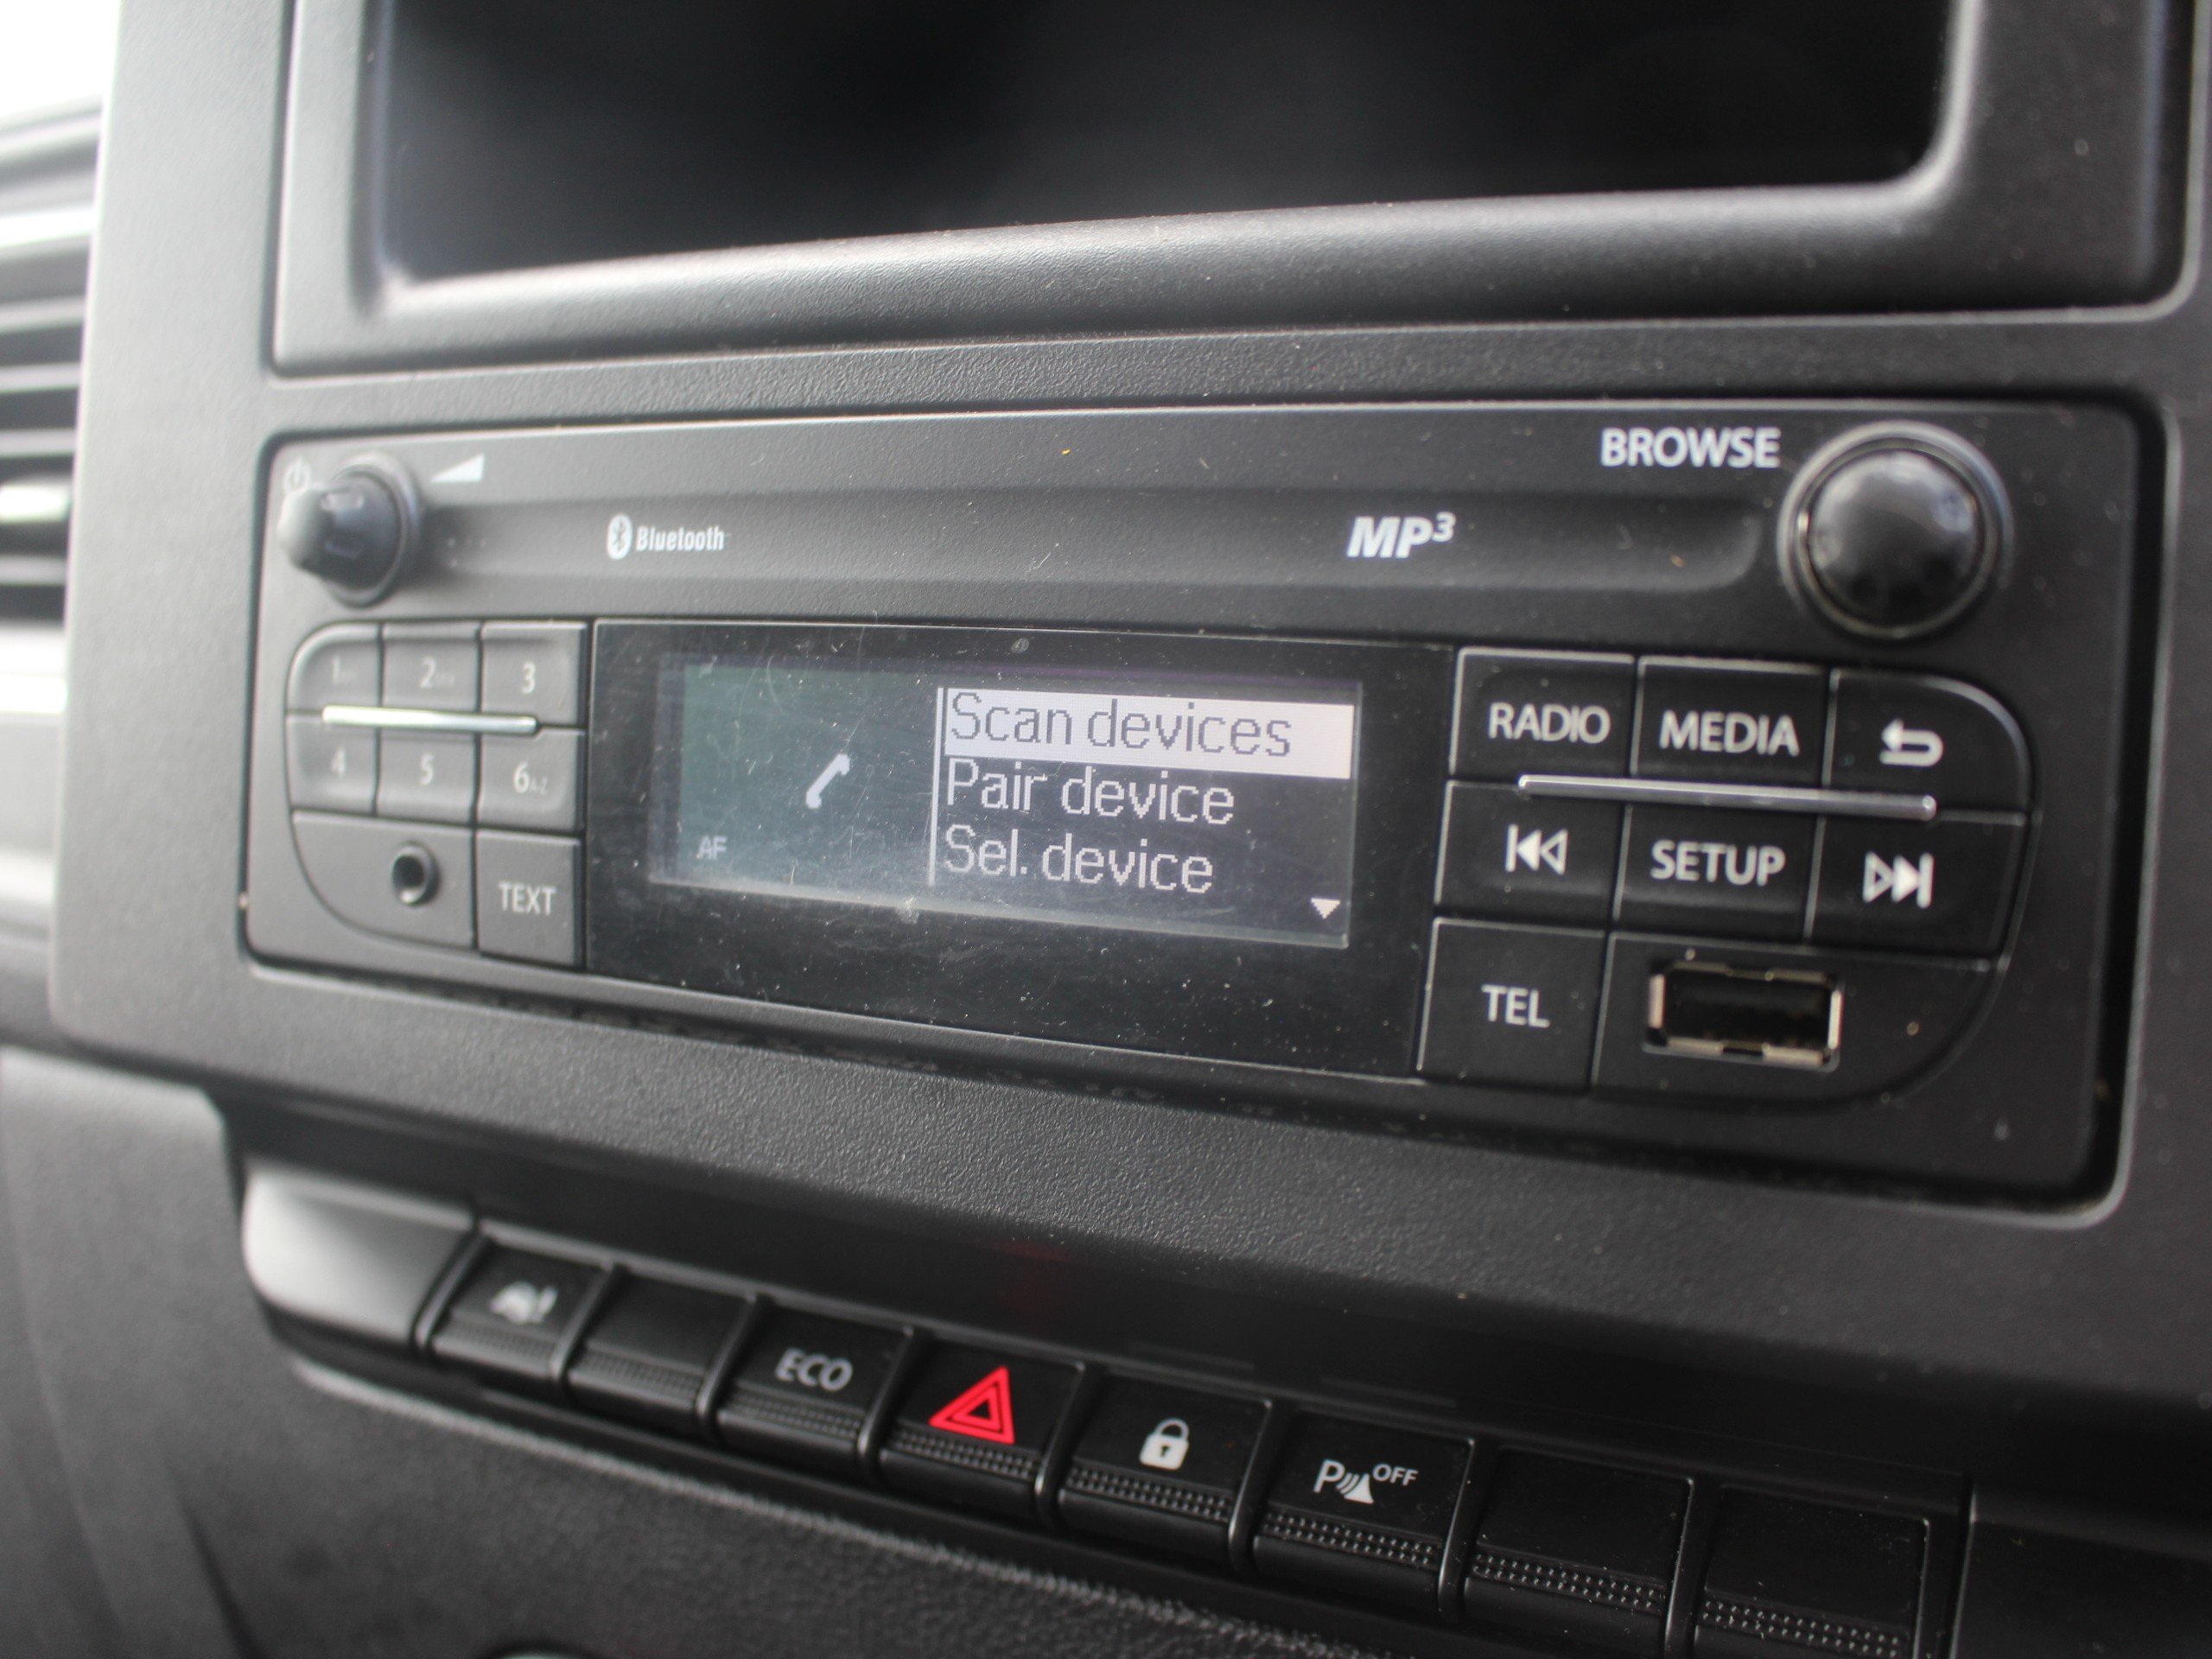 BROWSE
Bluetooth
MP3
1
2
3
4
5
6
TEXT
AF
Scan devices
Pair device
Sel. device
RADIO
MEDIA
SETUP
TEL
ECO
P OFF